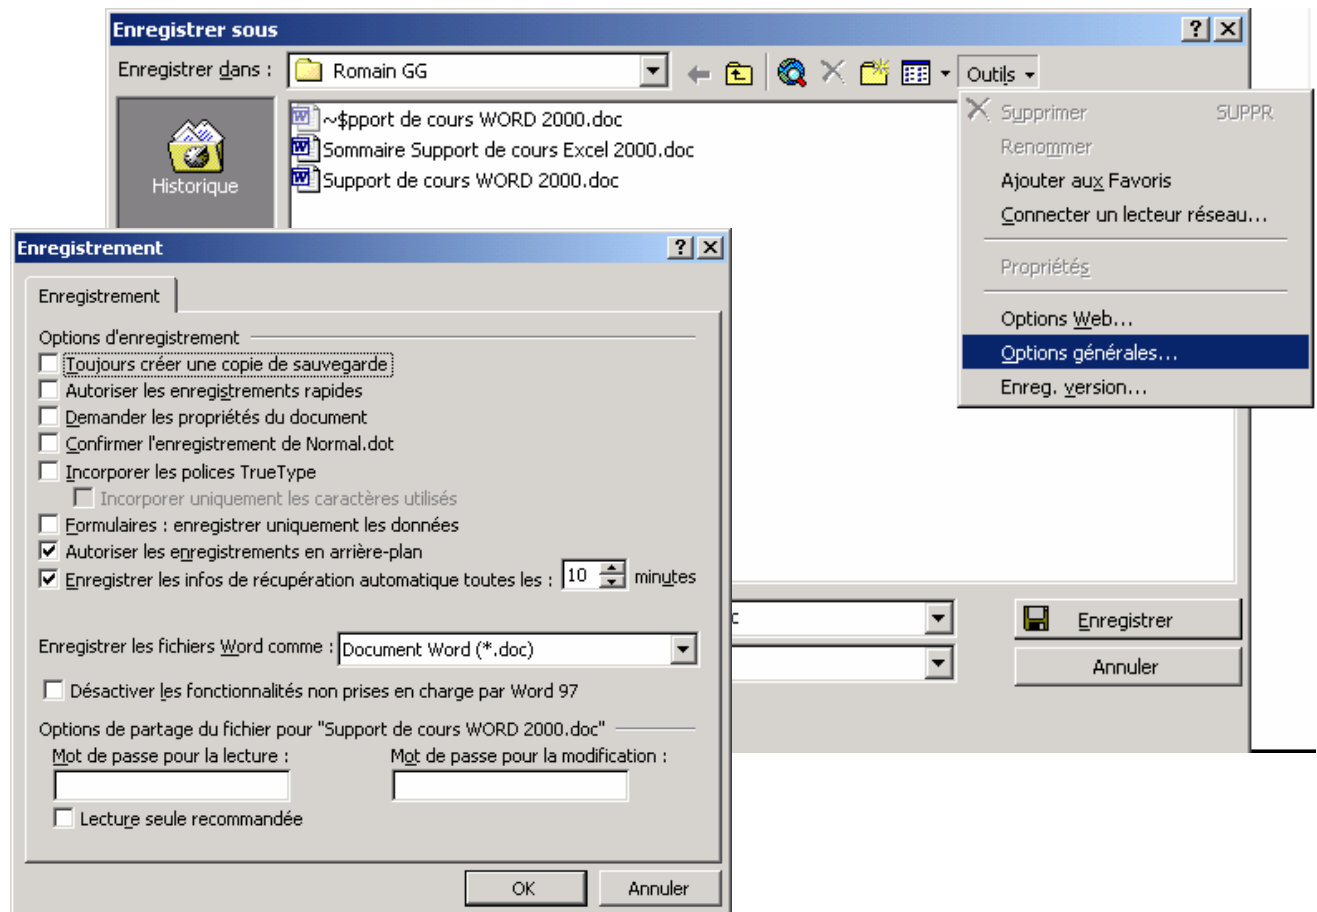 Enregistrer sous
Enregistrer dans : Romain GG Outils
~$pport de cours WORD 2000.doc
Sommaire Support de cours Excel 2000.doc
Support de cours WORD 2000.doc
Historique
Supprimer SUPPR
Renommer
Ajouter aux Favoris
Connecter un lecteur réseau...
Propriétés
Options Web...
Options générales...
Enreg. version...
Enregistrement
Enregistrement
Options d'enregistrement
Toujours créer une copie de sauvegarde
Autoriser les enregistrements rapides
Demander les propriétés du document
Confirmer l'enregistrement de Normal.dot
Incorporer les polices TrueType
Incorporer uniquement les caractères utilisés
Formulaires : enregistrer uniquement les données
Autoriser les enregistrements en arrière-plan
Enregistrer les infos de récupération automatique toutes les : 10 minutes
Enregistrer les fichiers Word comme : Document Word (*.doc)
Désactiver les fonctionnalités non prises en charge par Word 97
Options de partage du fichier pour "Support de cours WORD 2000.doc"
Mot de passe pour la lecture : Mot de passe pour la modification :
Lecture seule recommandée
OK Annuler
Enregistrer
Annuler